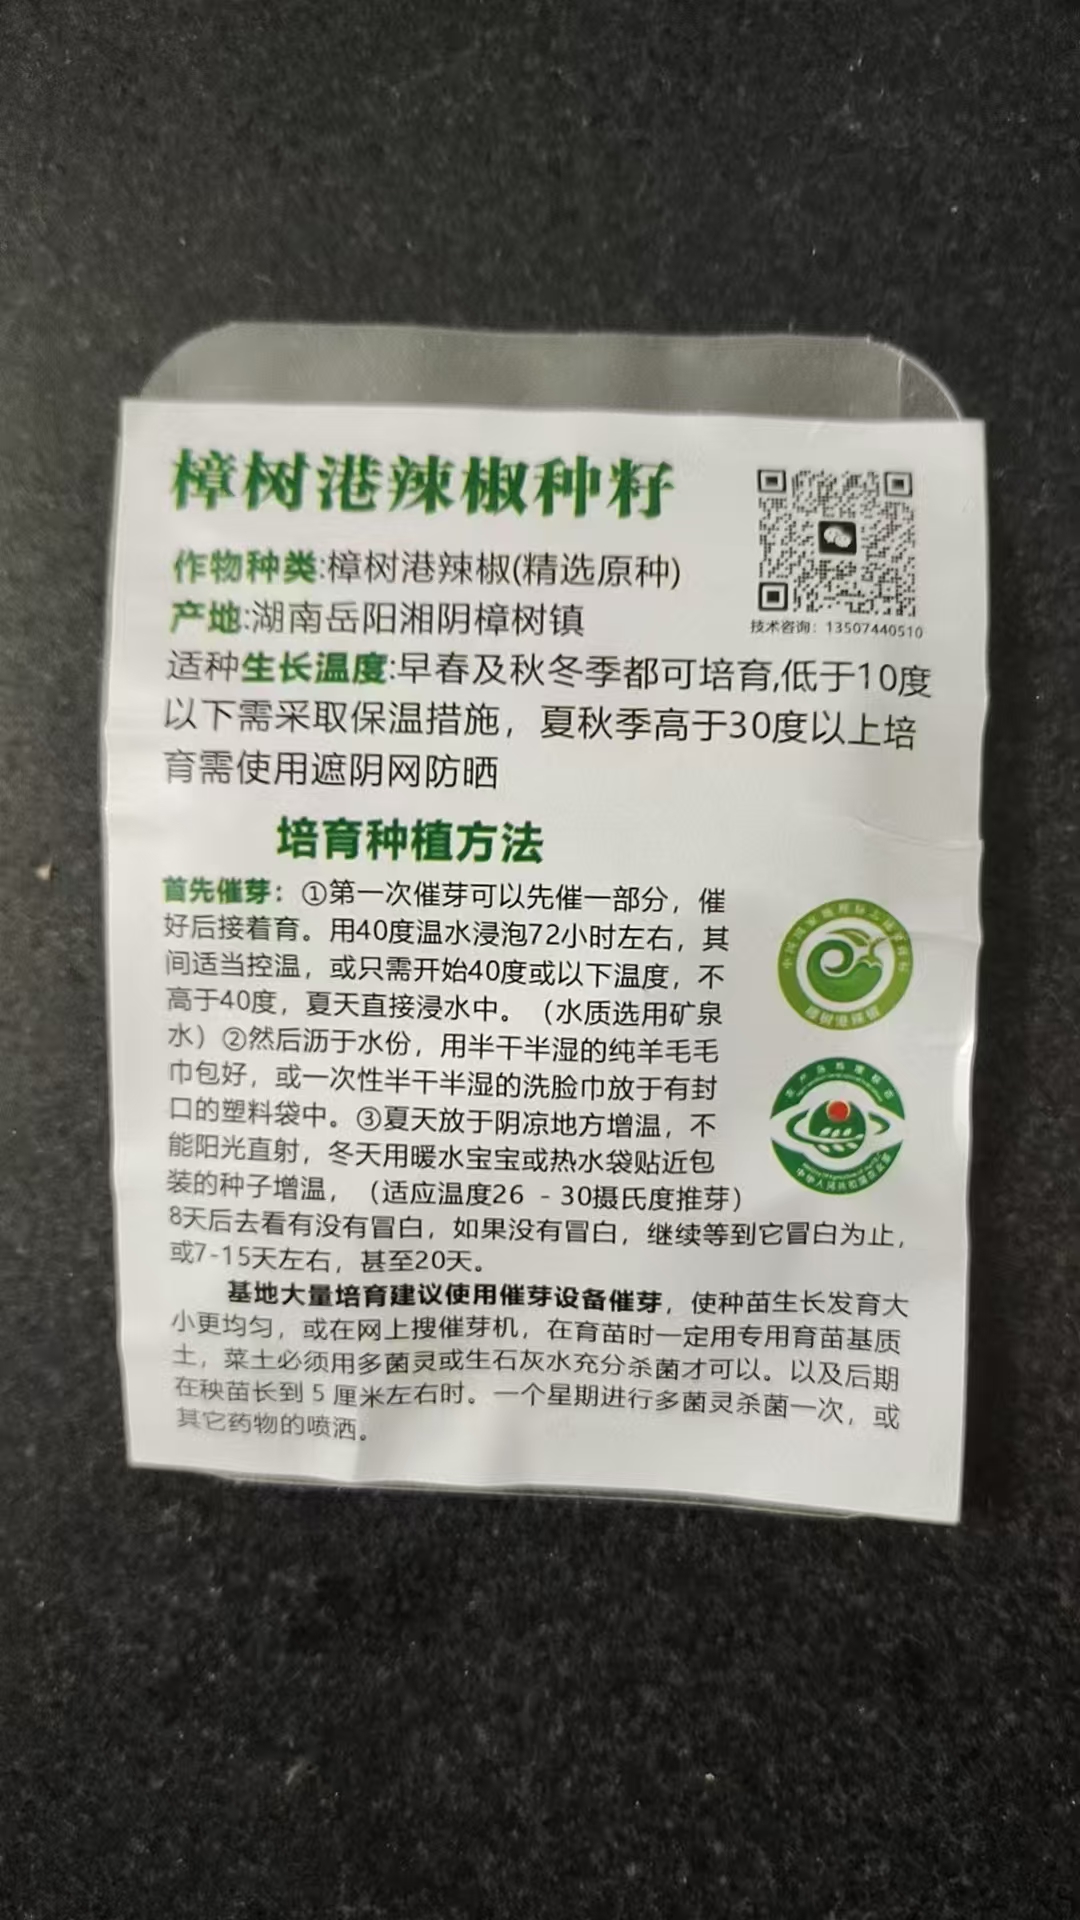 樟树港辣椒种籽
作物种类:樟树港辣椒(精选原种)
产地:湖南岳阳湘阴樟树镇
技术咨询：13507440510
适种生长温度:早春及秋冬季都可培育,低于10度
以下需采取保温措施，夏秋季高于30度以上培
育需使用遮阴网防晒
培育种植方法
首先催芽：①第一次催芽可以先催一部分，催
好后接着育。用40度温水浸泡72小时左右，其
间适当控温，或只需开始40度或以下温度，不
高于40度，夏天直接浸水中。（水质选用矿泉
水）②然后沥于水份，用半干半湿的纯羊毛毛
巾包好，或一次性半干半湿的洗脸巾放于有封
口的塑料袋中。③夏天放于阴凉地方增温，不
能阳光直射，冬天用暖水宝宝或热水袋贴近包
装的种子增温，（适应温度26 - 30摄氏度推芽）
8天后去看有没有冒白，如果没有冒白，继续等到它冒白为止，
或7-15天左右，甚至20天。
基地大量培育建议使用催芽设备催芽，使种苗生长发育大
小更均匀，或在网上搜催芽机，在育苗时一定用专用育苗基质
土，菜土必须用多菌灵或生石灰水充分杀菌才可以。以及后期
在秧苗长到 5 厘米左右时。一个星期进行多菌灵杀菌一次，或
其它药物的喷洒。
樟树港辣椒